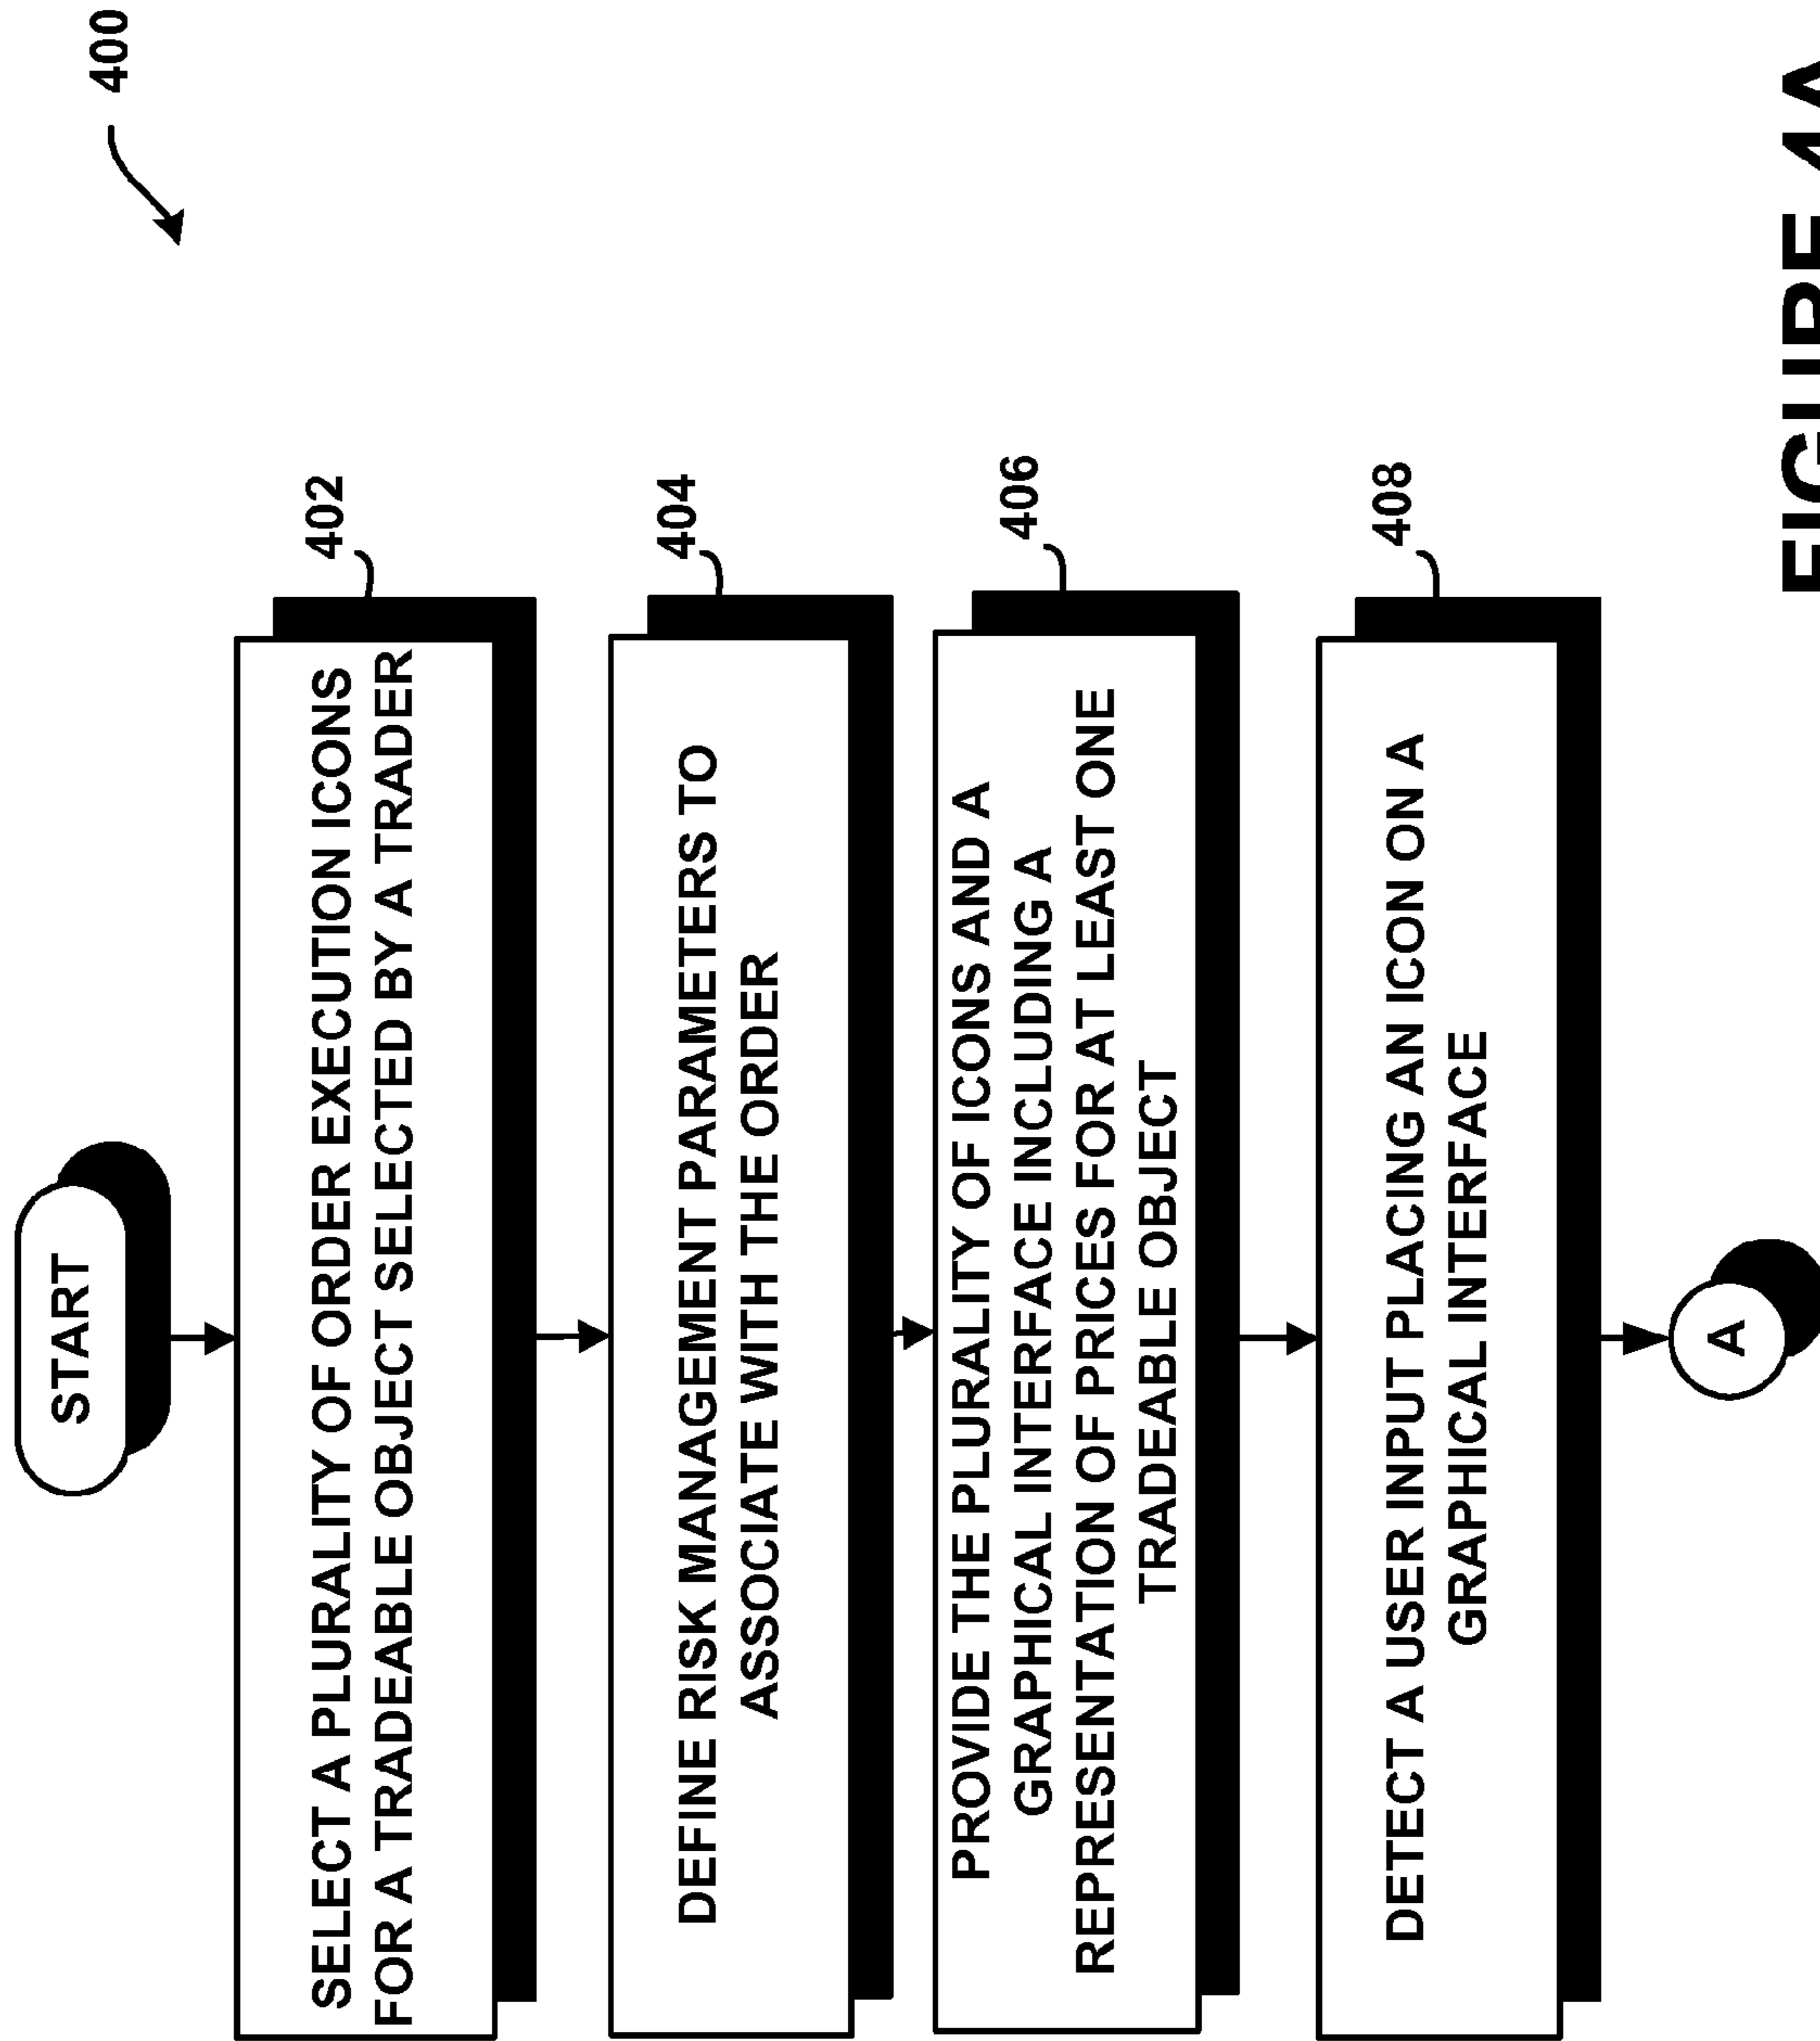 400
START
SELECT A PLURALITY OF ORDER EXECUTION ICONS
FOR A TRADEABLE OBJECT SELECTED BY A TRADER
402
DEFINE RISK MANAGEMENT PARAMETERS TO
ASSOCIATE WITH THE ORDER
404
PROVIDE THE PLURALITY OF ICONS AND A
GRAPHICAL INTERFACE INCLUDING A
REPRESENTATION OF PRICES FOR AT LEAST ONE
TRADEABLE OBJECT
406
DETECT A USER INPUT PLACING AN ICON ON A
GRAPHICAL INTERFACE
408
A
FIGURE 4A